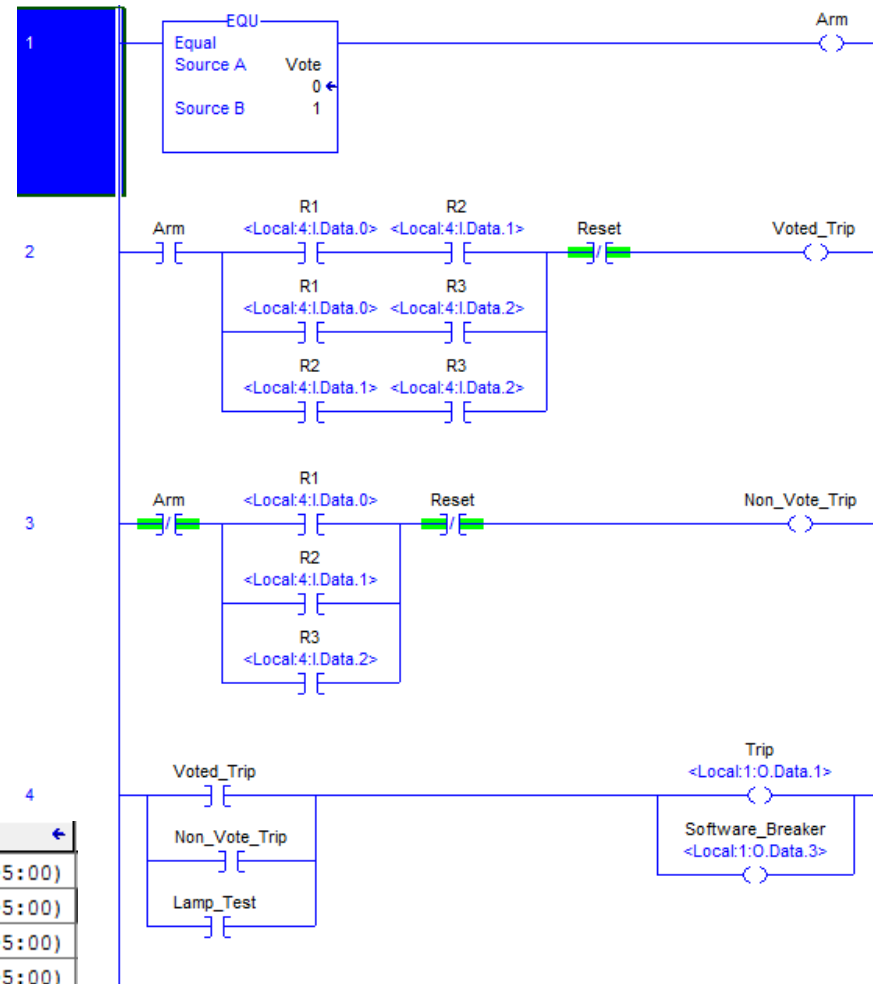 EQU
1
Equal
Source A Vote
0
Source B 1
Arm
2
Arm
R1 R2
<Local:4:I.Data.0> <Local:4:I.Data.1>
Reset
Voted_Trip
R1 R3
<Local:4:I.Data.0> <Local:4:I.Data.2>
R2 R3
<Local:4:I.Data.1> <Local:4:I.Data.2>
3
Arm
R1
<Local:4:I.Data.0>
Reset
Non_Vote_Trip
R2
<Local:4:I.Data.1>
R3
<Local:4:I.Data.2>
4
Voted_Trip
Trip
<Local:1:O.Data.1>
Non_Vote_Trip
Software_Breaker
<Local:1:O.Data.3>
Lamp_Test
5:00)
5:00)
5:00)
5:00)